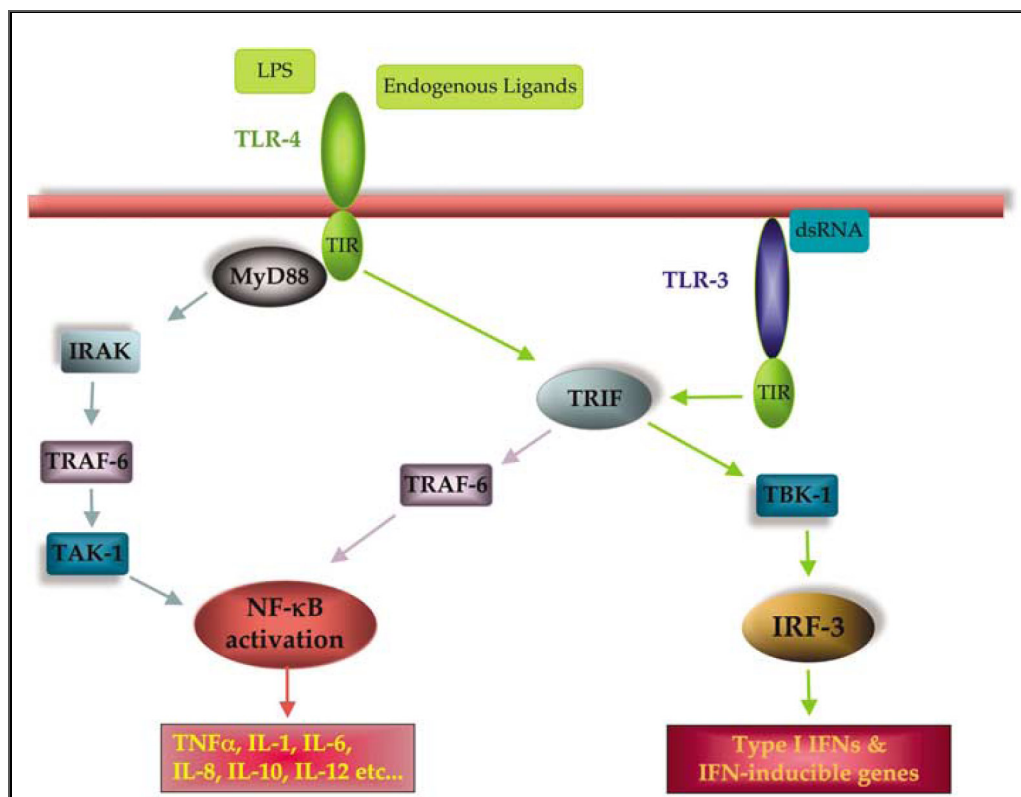 LPS
Endogenous Ligands
TLR-4
TIR
dsRNA
MyD88
TLR-3
IRAK
TRIF
TIR
TRAF-6
TRAF-6
TBK-1
TAK-1
NF-κB
activation
IRF-3
TNFα, IL-1, IL-6,
IL-8, IL-10, IL-12 etc...
Type I IFNs &
IFN-inducible genes